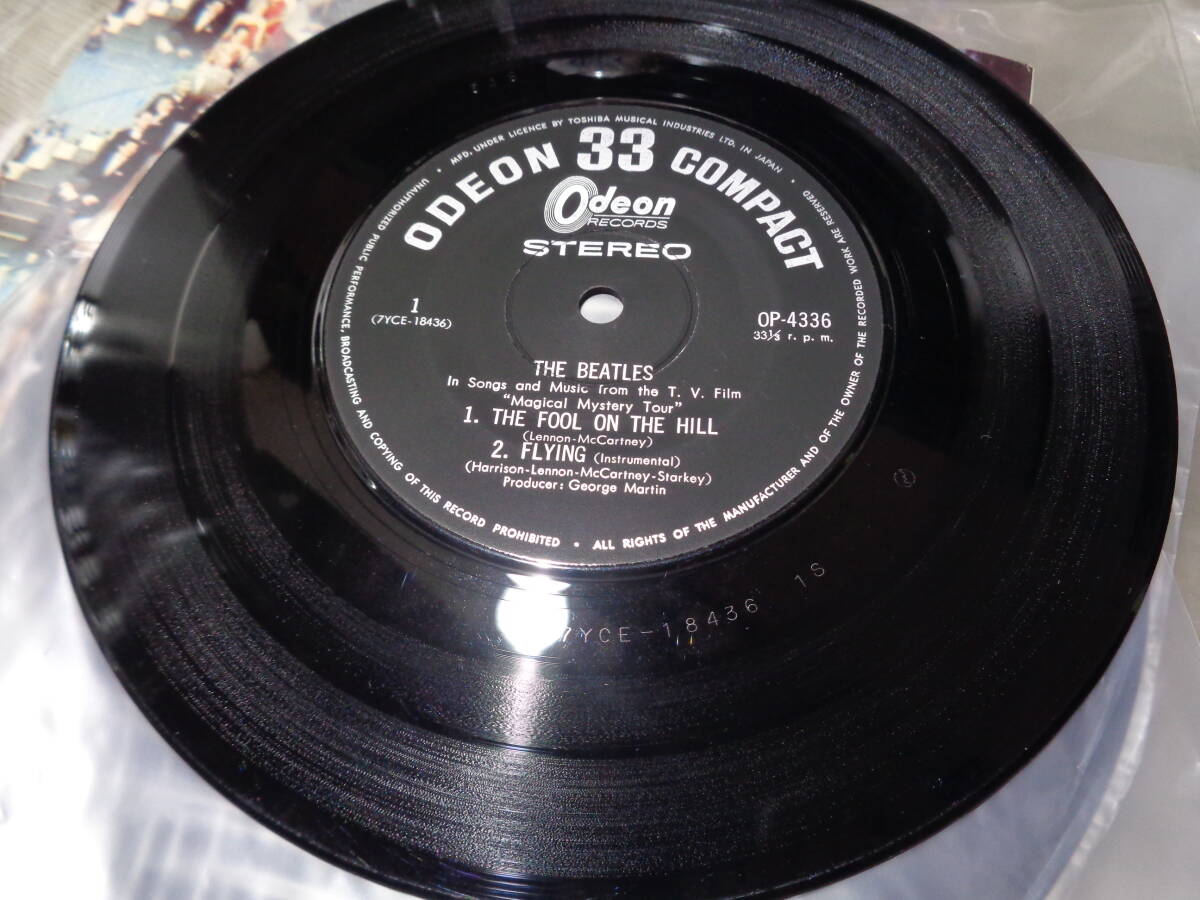 MFD. UNDER LICENCE BY TOSHIBA MUSICAL INDUSTRIES LTD. IN JAPAN
ODEON 33 COMPACT
Odeon
RECORDS
STEREO
1
(7YCE-18436)
OP-4336
33⅓ r. p. m.
THE BEATLES
In Songs and Music from the T. V. Film
"Magical Mystery Tour"
1. THE FOOL ON THE HILL
(Lennon-McCartney)
2. FLYING (Instrumental)
(Harrison-Lennon-McCartney-Starkey)
Producer: George Martin
UNAUTHORIZED PUBLIC PERFORMANCE, BROADCASTING AND COPYING OF THIS RECORD PROHIBITED • ALL RIGHTS OF THE MANUFACTURER AND OF THE OWNER OF THE RECORDED WORK ARE RESERVED
7YCE-18436 1S